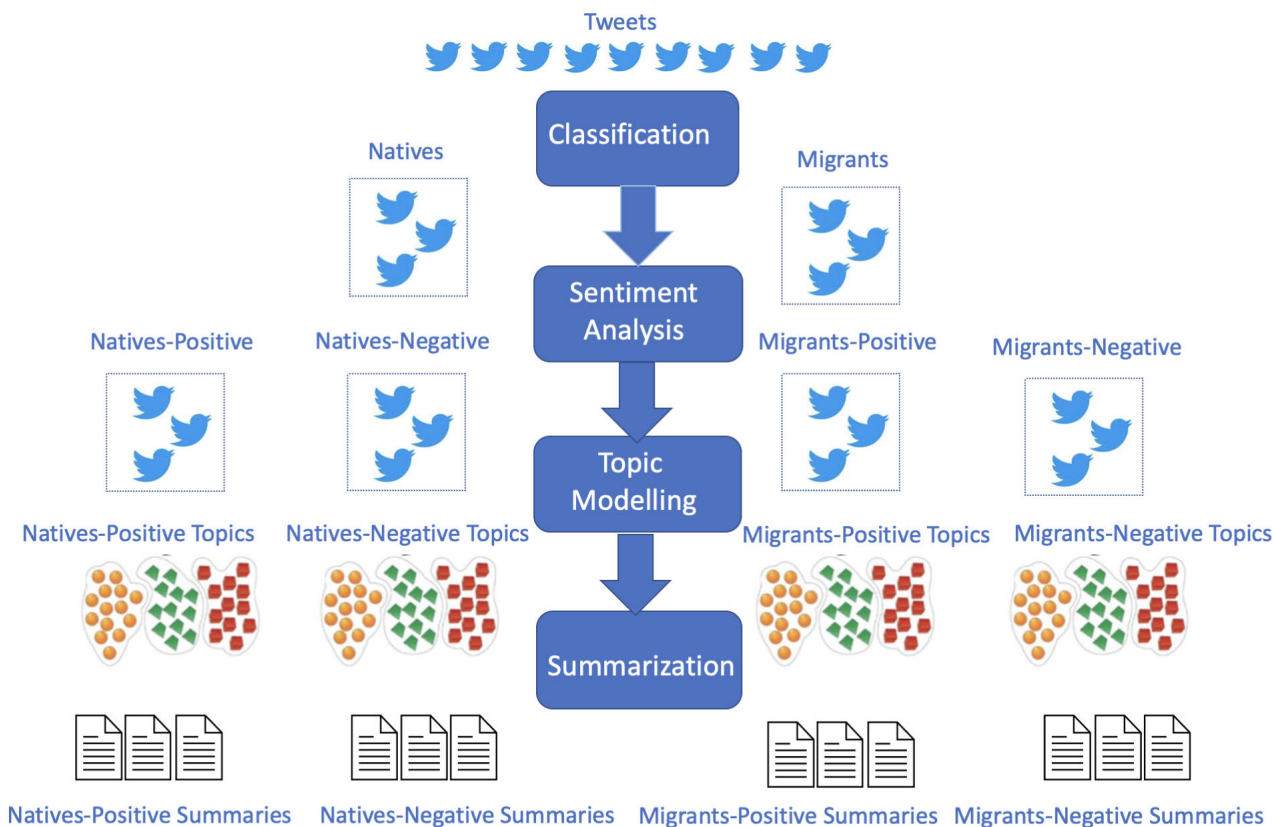 Tweets
Classification
Natives
Migrants
Sentiment
Analysis
Natives-Positive
Natives-Negative
Migrants-Positive
Migrants-Negative
Topic
Modelling
Natives-Positive Topics
Natives-Negative Topics
Migrants-Positive Topics
Migrants-Negative Topics
Summarization
Natives-Positive Summaries
Natives-Negative Summaries
Migrants-Positive Summaries
Migrants-Negative Summaries